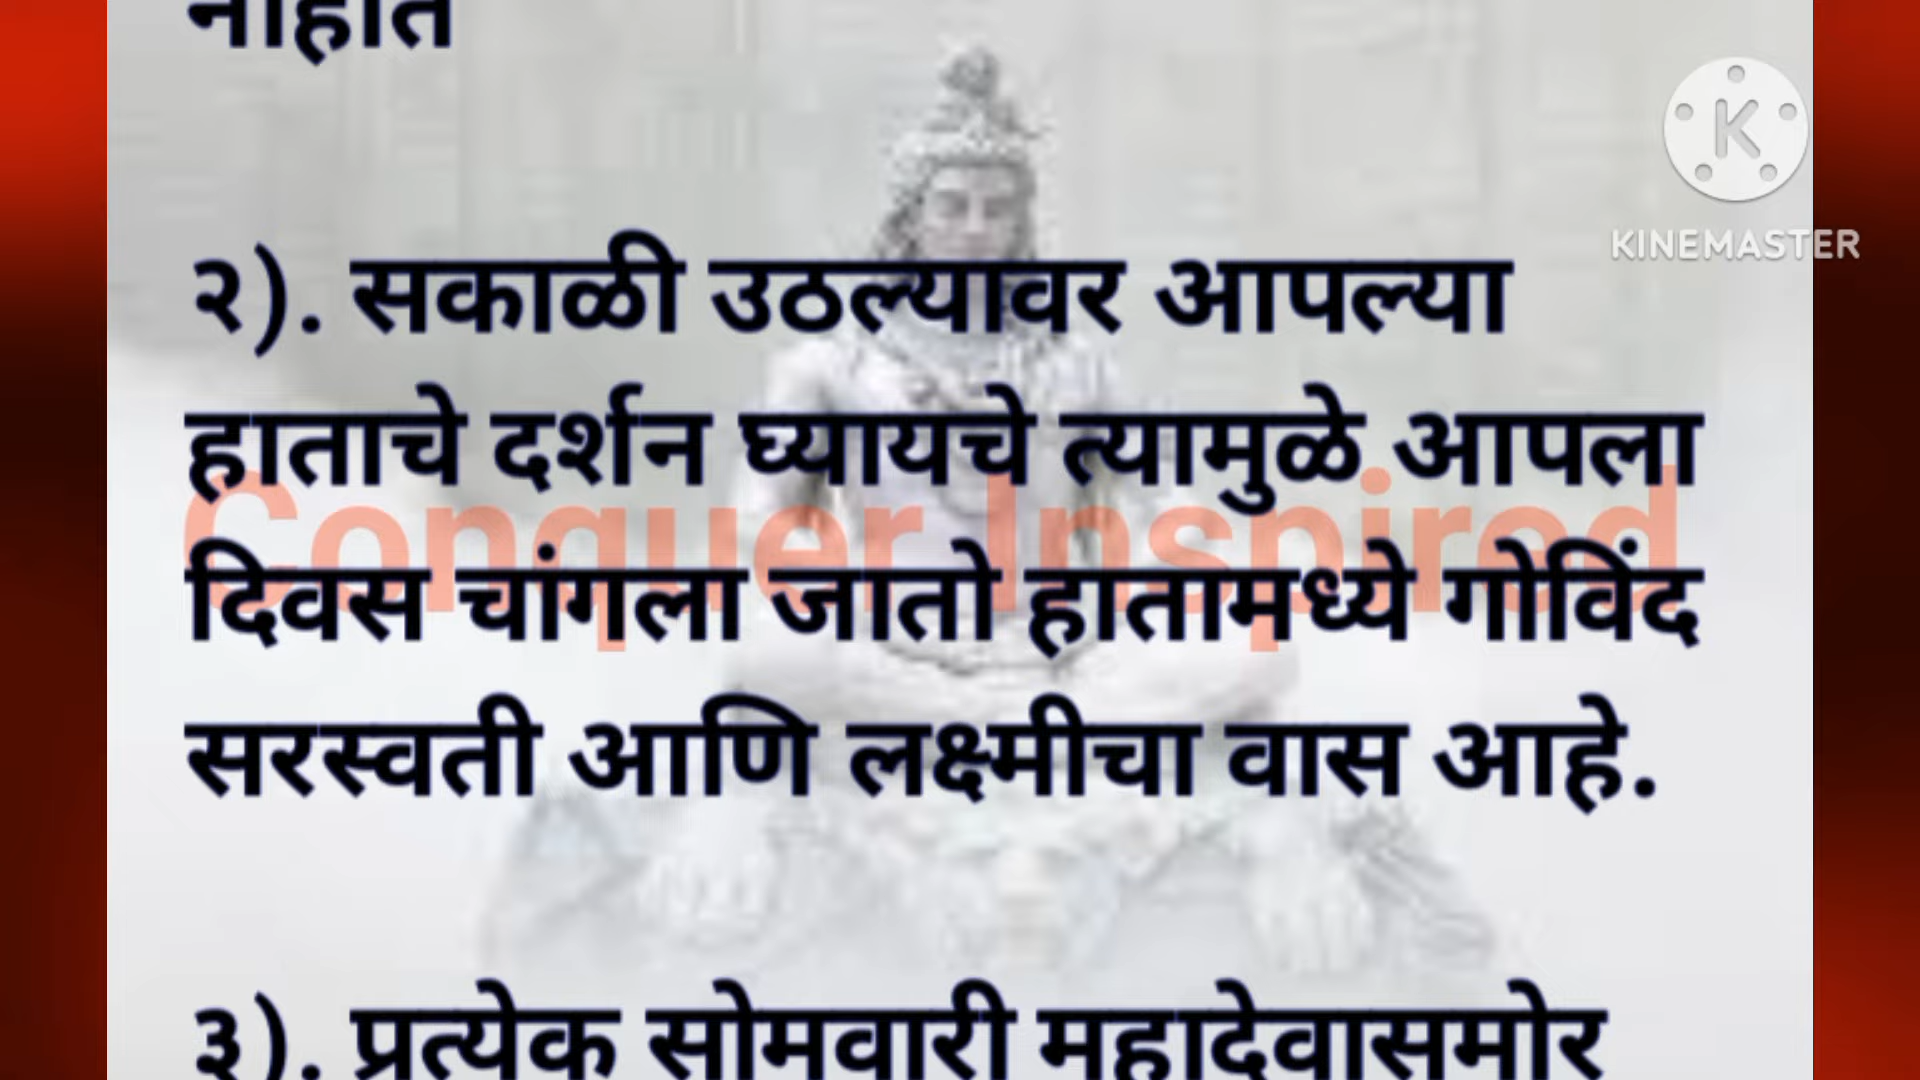 नाहीत
KINEMASTER
२). सकाळी उठल्यावर आपल्या
हाताचे दर्शन घ्यायचे त्यामुळे आपला
Conquer Inspired
दिवस चांगला जातो हातामध्ये गोविंद
सरस्वती आणि लक्ष्मीचा वास आहे.
३). प्रत्येक सोमवारी महादेवासमोर